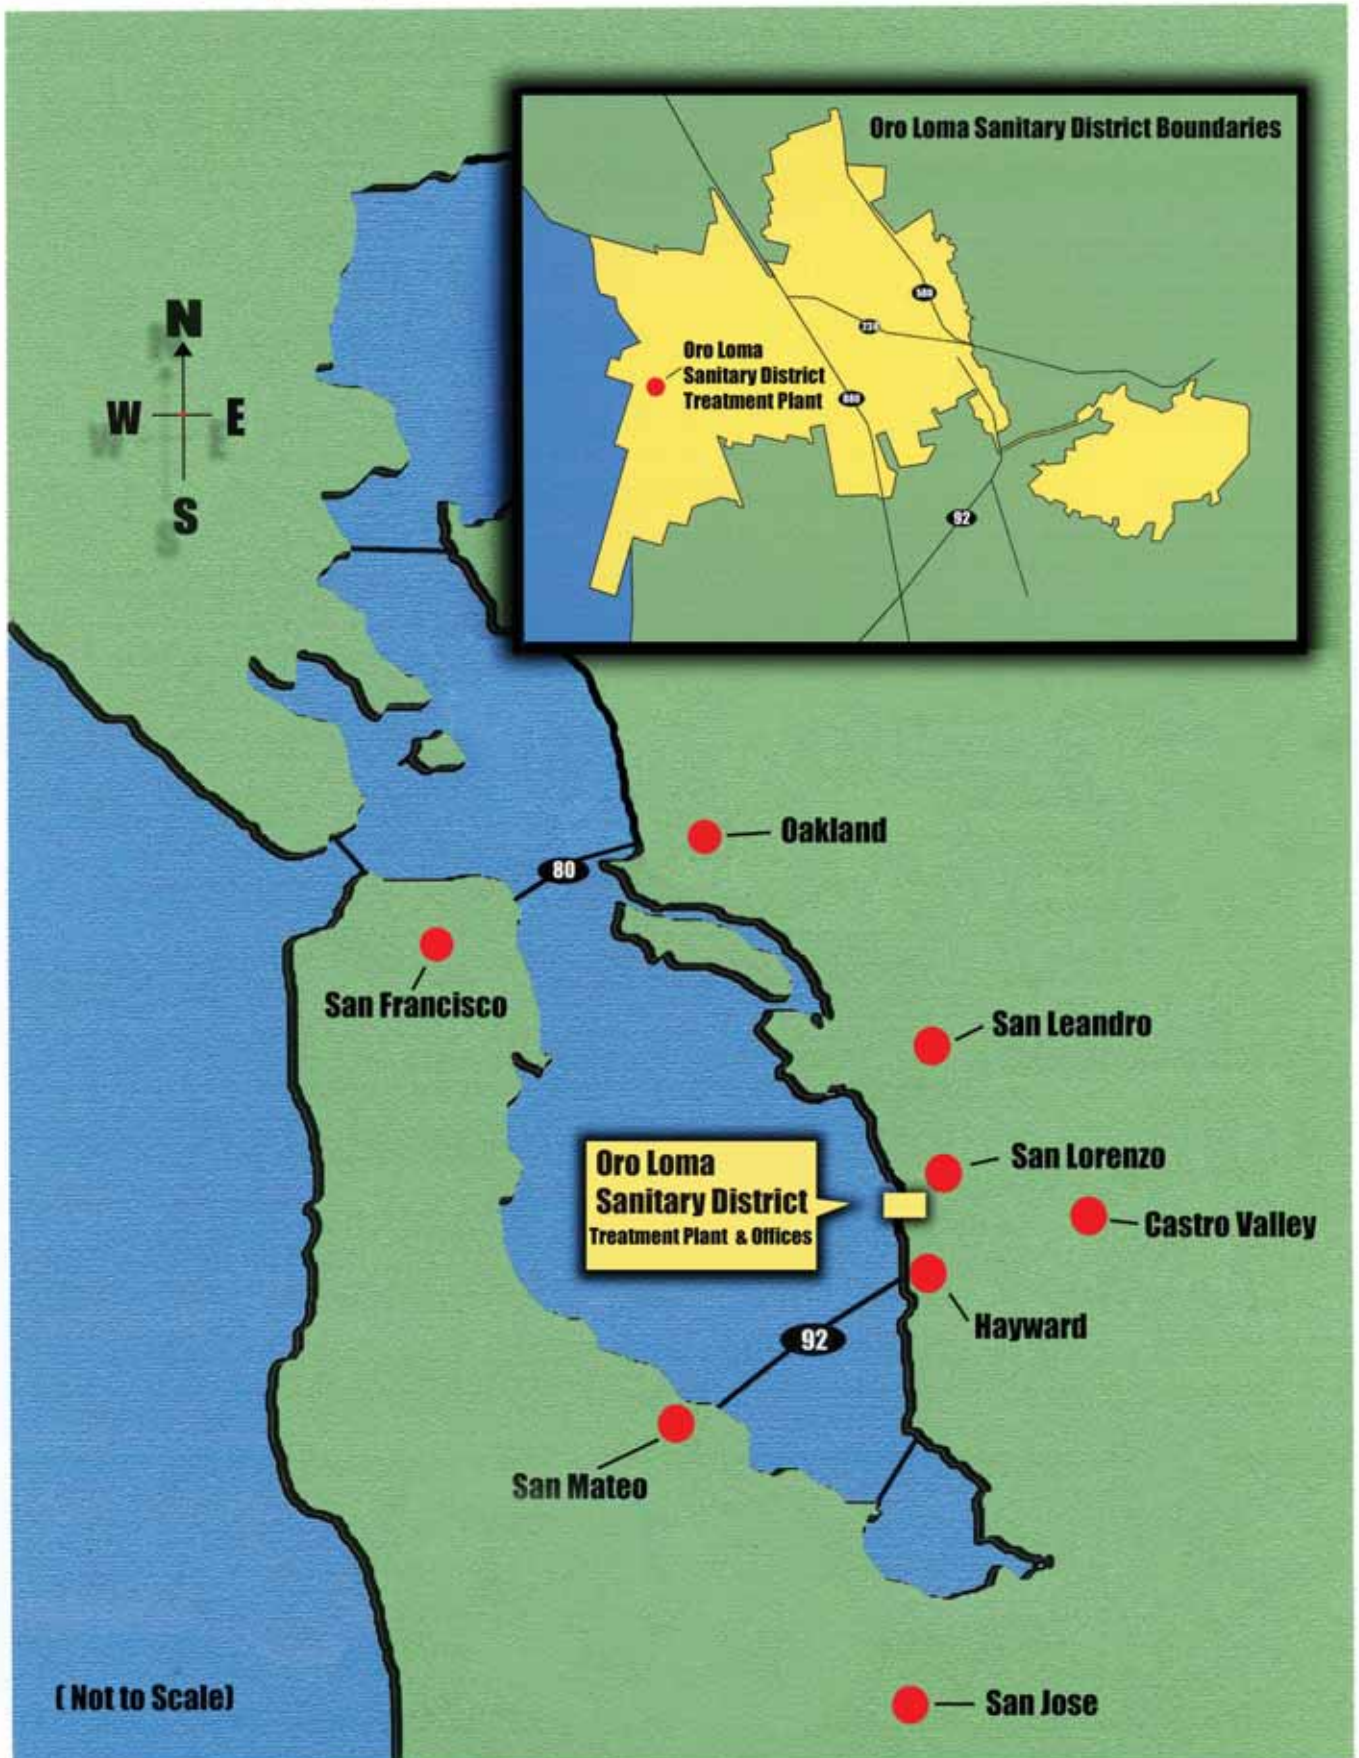 Oro Loma Sanitary District Boundaries
580
238
Oro Loma
Sanitary District
Treatment Plant
880
92
N
W E
S
Oakland
80
San Francisco
San Leandro
Oro Loma
Sanitary District
Treatment Plant & Offices
San Lorenzo
Castro Valley
Hayward
92
San Mateo
( Not to Scale)
San Jose